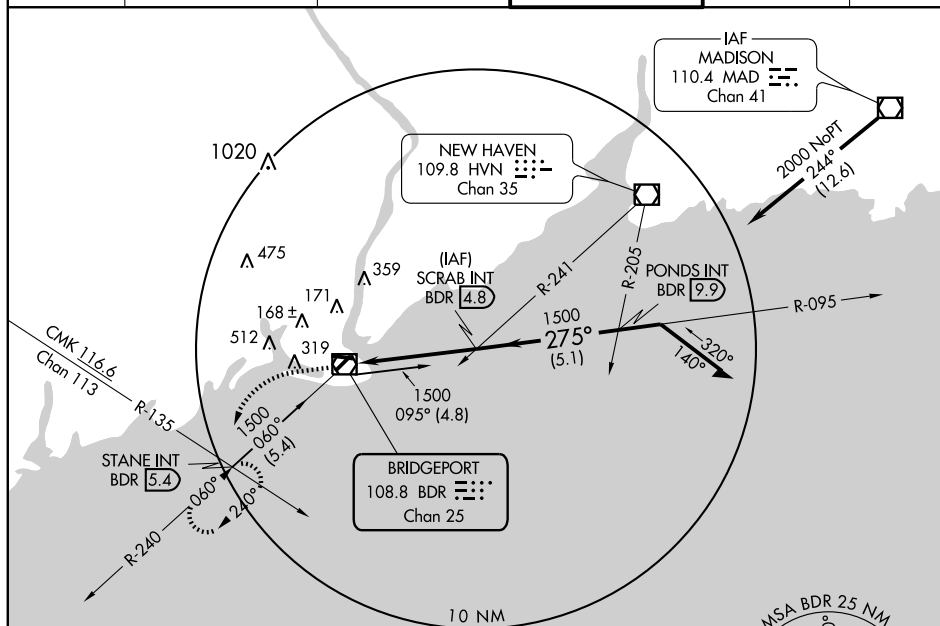 IAF
MADISON
110.4 MAD
Chan 41
2000 NoPT
244°
(12.6)
1020
NEW HAVEN
109.8 HVN
Chan 35
475
359
171
168 ±
512
319
(IAF)
SCRAB INT
BDR 4.8
R-241
R-205
PONDS INT
BDR 9.9
R-095
1500
275°
(5.1)
320°
140°
CMK 116.6
Chan 113
R-135
1500
095° (4.8)
1500
060°
(5.4)
STANE INT
BDR 5.4
060°
240°
R-240
BRIDGEPORT
108.8 BDR
Chan 25
10 NM
MSA BDR 25 NM